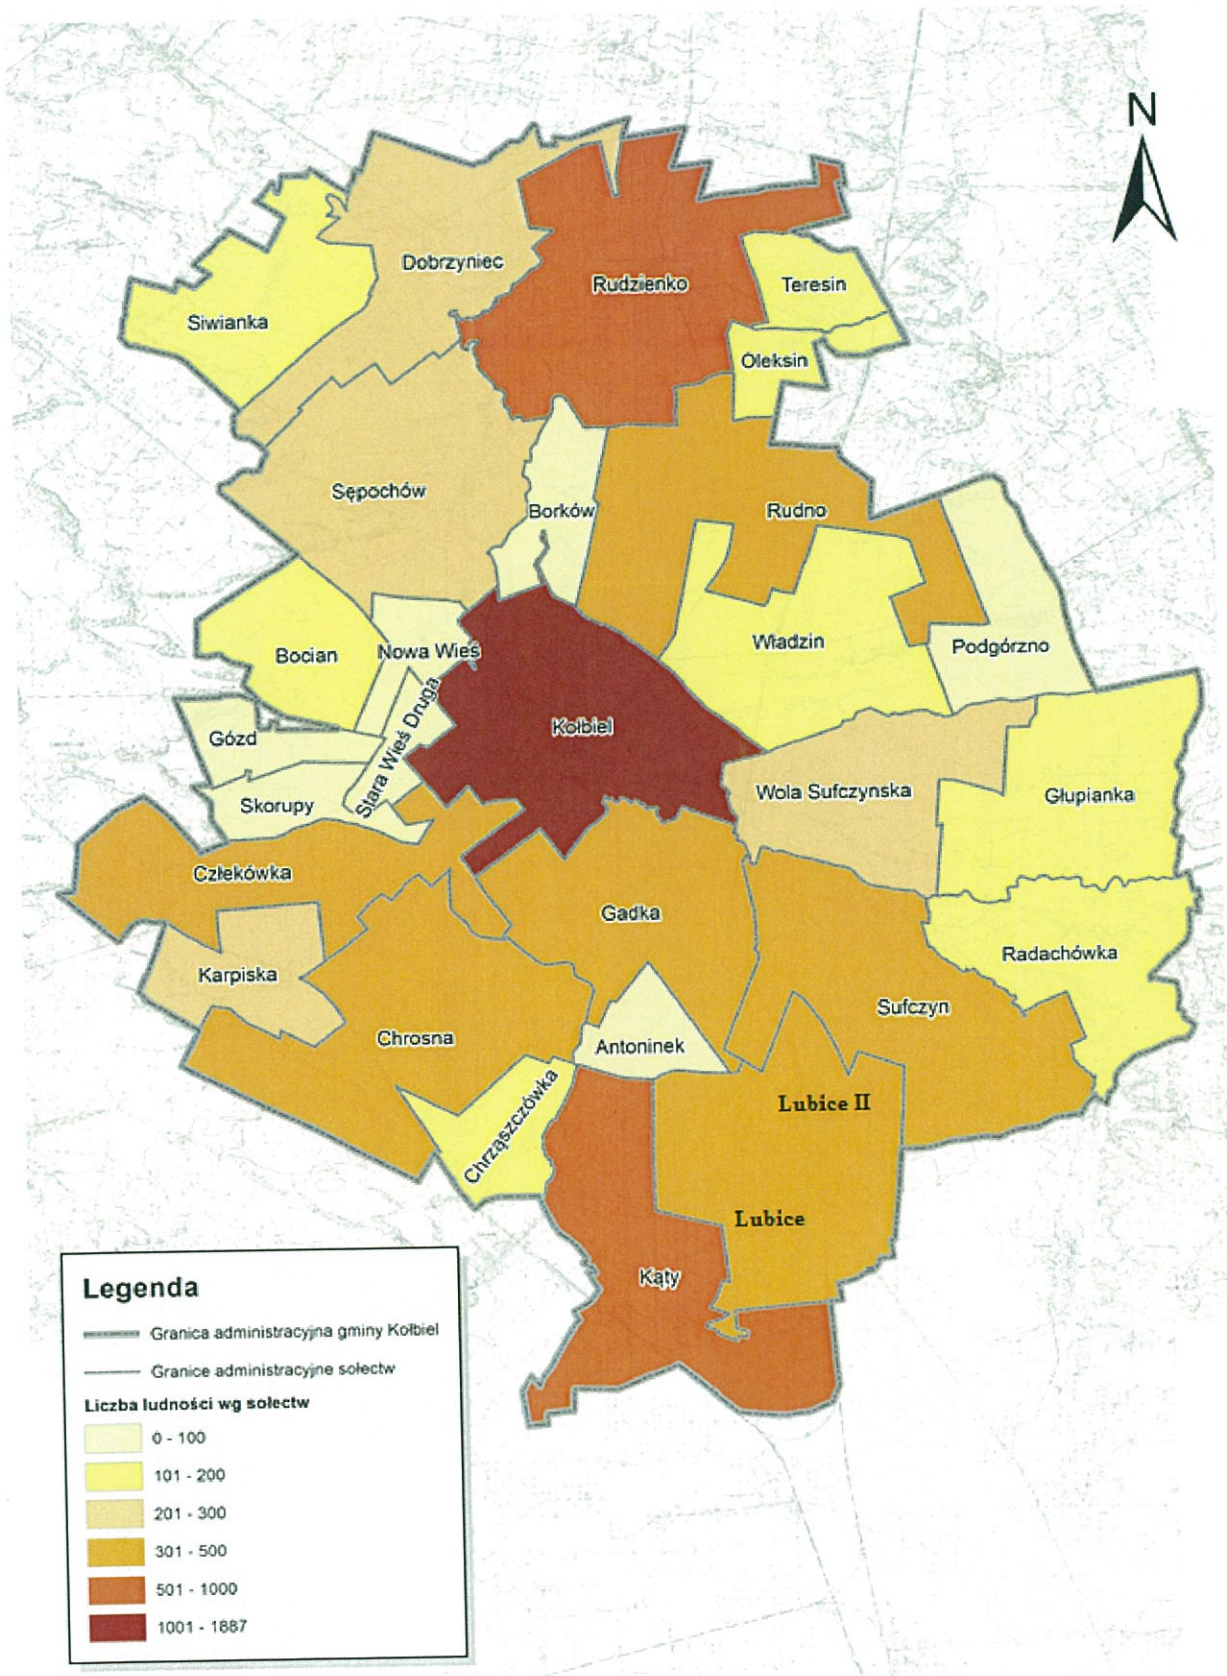 N
Dobrzyniec
Rudzienko
Teresin
Siwianka
Oleksin
Sępochów
Borków
Rudno
Bocian
Nowa Wieś
Władzin
Podgórzno
Stara Wieś Druga
Kołbiel
Gózd
Skorupy
Wola Sufczynska
Głupianka
Człekówka
Gadka
Karpiska
Radachówka
Chrosna
Sufczyn
Antoninek
Chrząszczówka
Lubice II
Lubice
Kąty
Legenda
Granica administracyjna gminy Kołbiel
Granice administracyjne sołectw
Liczba ludności wg sołectw
0 - 100
101 - 200
201 - 300
301 - 500
501 - 1000
1001 - 1887